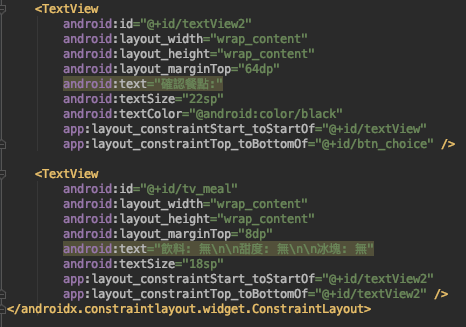 <TextView
android:id="@+id/textView2"
android:layout_width="wrap_content"
android:layout_height="wrap_content"
android:layout_marginTop="64dp"
android:text="確認餐點:"
android:textSize="22sp"
android:textColor="@android:color/black"
app:layout_constraintStart_toStartOf="@+id/textView"
app:layout_constraintTop_toBottomOf="@+id/btn_choice" />
<TextView
android:id="@+id/tv_meal"
android:layout_width="wrap_content"
android:layout_height="wrap_content"
android:layout_marginTop="8dp"
android:text="飲料: 無\n\n甜度: 無\n\n冰塊: 無"
android:textSize="18sp"
app:layout_constraintStart_toStartOf="@+id/textView2"
app:layout_constraintTop_toBottomOf="@+id/textView2" />
</androidx.constraintlayout.widget.ConstraintLayout>